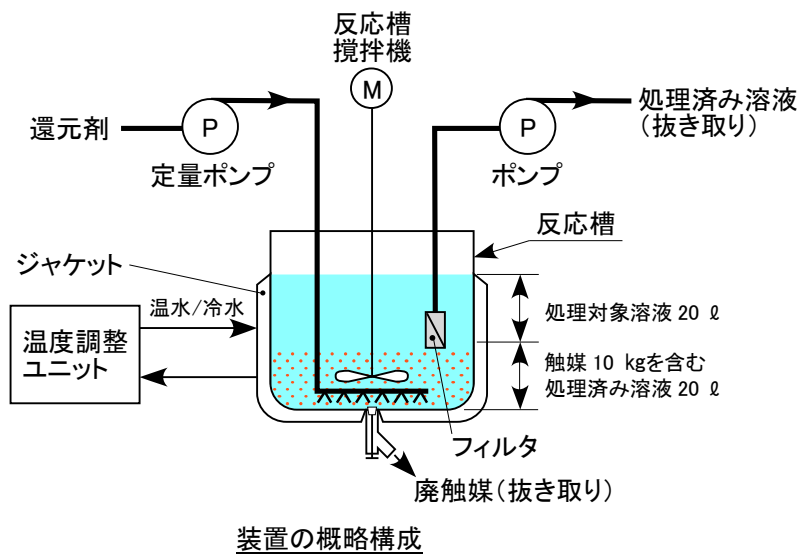 反応槽
撹拌機
M
還元剤
P
定量ポンプ
P
ポンプ
処理済み溶液
（抜き取り）
反応槽
ジャケット
温水/冷水
温度調整
ユニット
処理対象溶液 20 ℓ
触媒 10 kgを含む
処理済み溶液 20 ℓ
フィルタ
廃触媒（抜き取り）
装置の概略構成